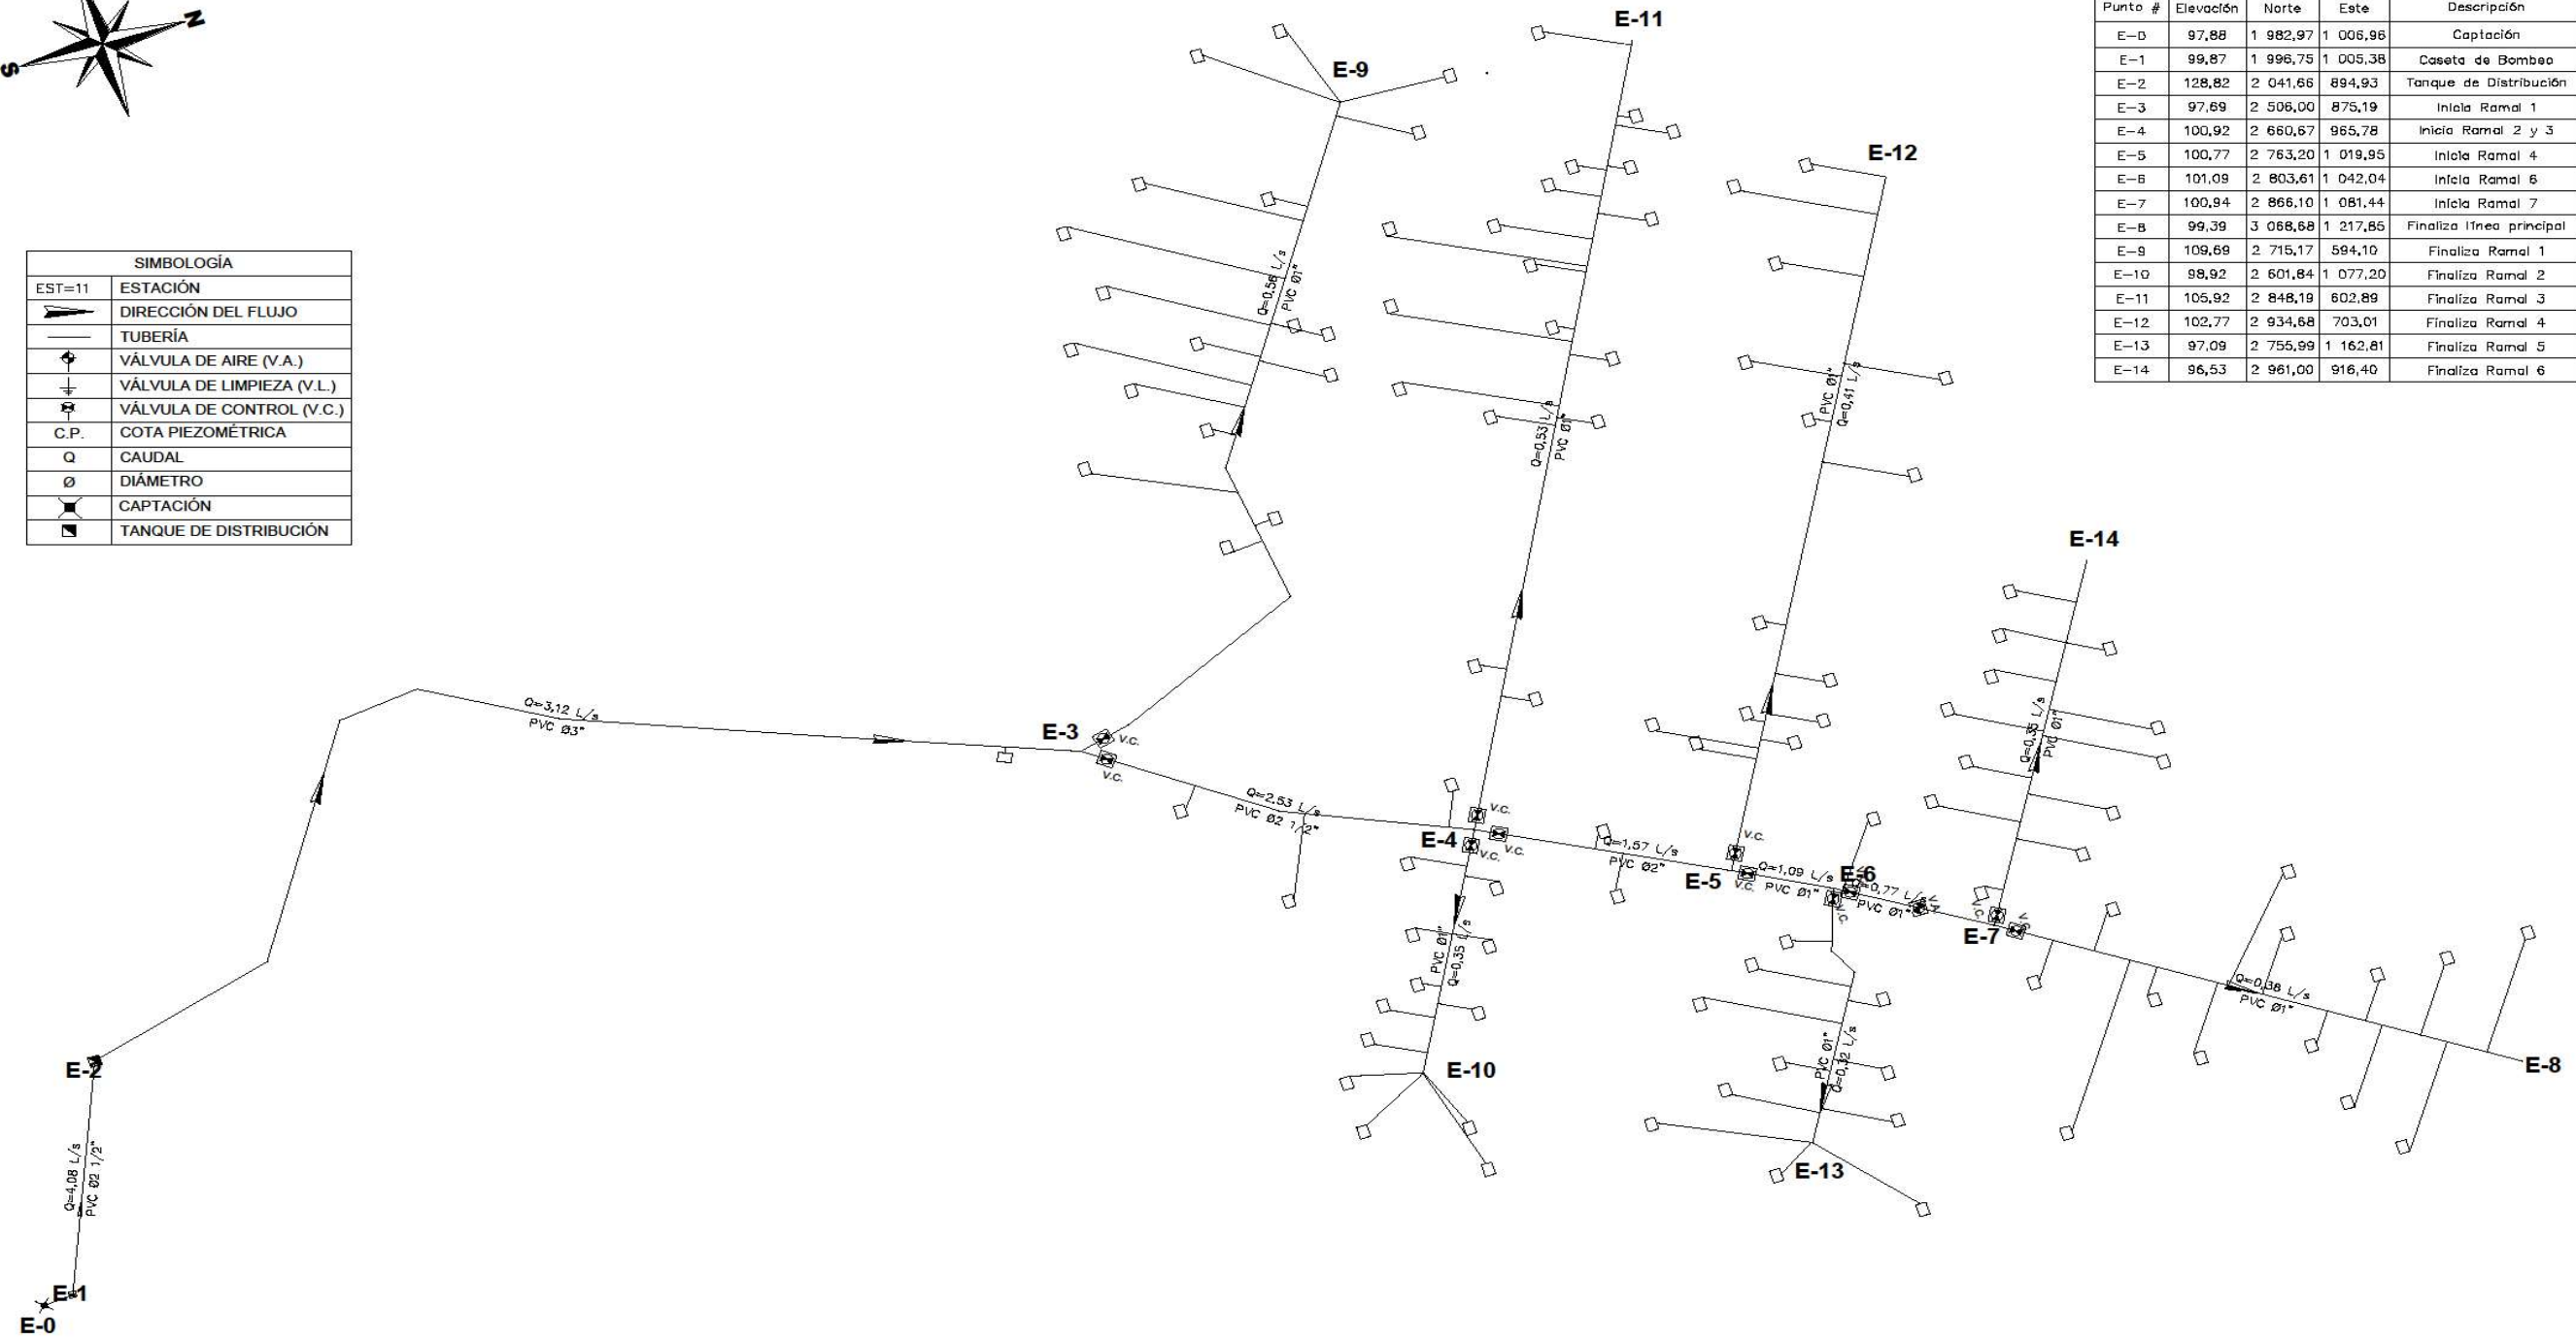 N
S
SIMBOLOGÍA
EST=11 ESTACIÓN
DIRECCIÓN DEL FLUJO
TUBERÍA
VÁLVULA DE AIRE (V.A.)
VÁLVULA DE LIMPIEZA (V.L.)
VÁLVULA DE CONTROL (V.C.)
C.P. COTA PIEZOMÉTRICA
Q CAUDAL
Ø DIÁMETRO
CAPTACIÓN
TANQUE DE DISTRIBUCIÓN
Punto # Elevación Norte Este Descripción
E-0 97,88 1 982,97 1 006,96 Captación
E-1 99,87 1 996,75 1 005,38 Caseta de Bombeo
E-2 128,82 2 041,66 894,93 Tanque de Distribución
E-3 97,69 2 506,00 875,19 Inicia Ramal 1
E-4 100,92 2 660,67 965,78 Inicia Ramal 2 y 3
E-5 100,77 2 763,20 1 019,95 Inicia Ramal 4
E-6 101,09 2 803,61 1 042,04 Inicia Ramal 6
E-7 100,94 2 866,10 1 081,44 Inicia Ramal 7
E-8 99,39 3 068,68 1 217,85 Finaliza línea principal
E-9 109,69 2 715,17 594,10 Finaliza Ramal 1
E-10 98,92 2 601,84 1 077,20 Finaliza Ramal 2
E-11 105,92 2 848,19 602,89 Finaliza Ramal 3
E-12 102,77 2 934,68 703,01 Finaliza Ramal 4
E-13 97,09 2 755,99 1 162,81 Finaliza Ramal 5
E-14 96,53 2 961,00 916,40 Finaliza Ramal 6
E-11
E-9
E-12
Q=0,56 L/s
PVC Ø1"
Q=0,53 L/s
PVC Ø1"
PVC Ø1"
Q=0,41 L/s
E-14
Q=3,12 L/s
PVC Ø3"
E-3
V.C.
V.C.
Q=2,53 L/s
PVC Ø2 1/2"
E-4
V.C.
V.C.
V.C.
Q=1,57 L/s
PVC Ø2"
E-5
V.C.
V.C.
Q=1,09 L/s
PVC Ø1"
E-6
V.C.
Q=0,77 L/s
PVC Ø1"
Q=0,35 L/s
PVC Ø1"
E-7
V.C.
Q=0,38 L/s
PVC Ø1"
E-8
PVC Ø1"
Q=0,35 L/s
E-10
PVC Ø1"
Q=0,32 L/s
E-13
E-2
Q=4,08 L/s
PVC Ø2 1/2"
E-1
E-0